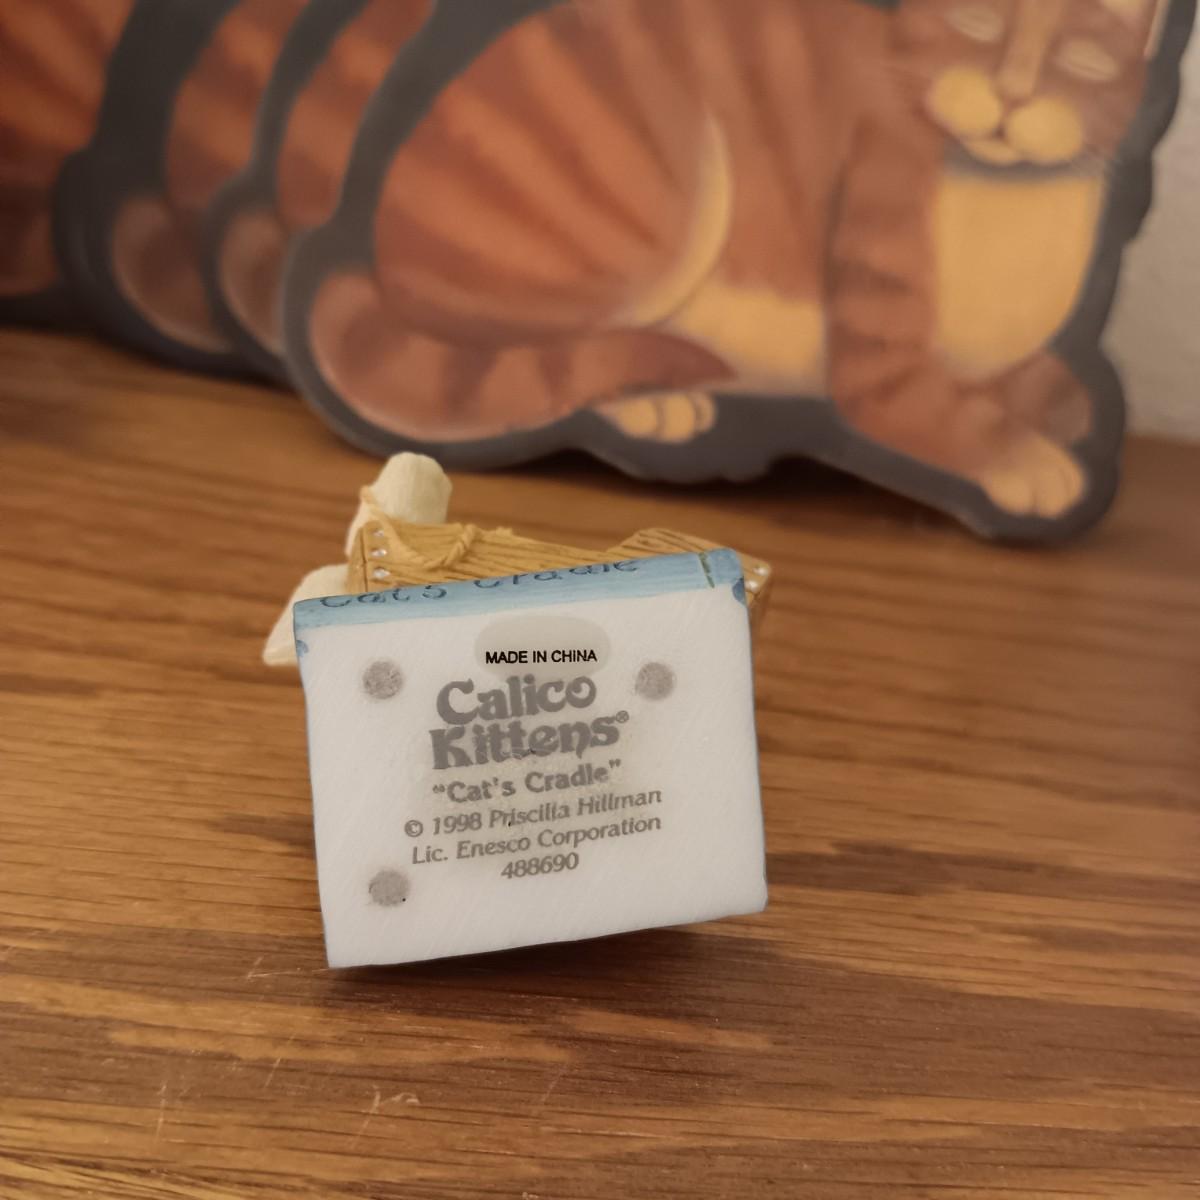 Cat's Cradle
MADE IN CHINA
Calico
Kittens®
"Cat's Cradle"
© 1998 Priscilla Hillman
Lic. Enesco Corporation
488690